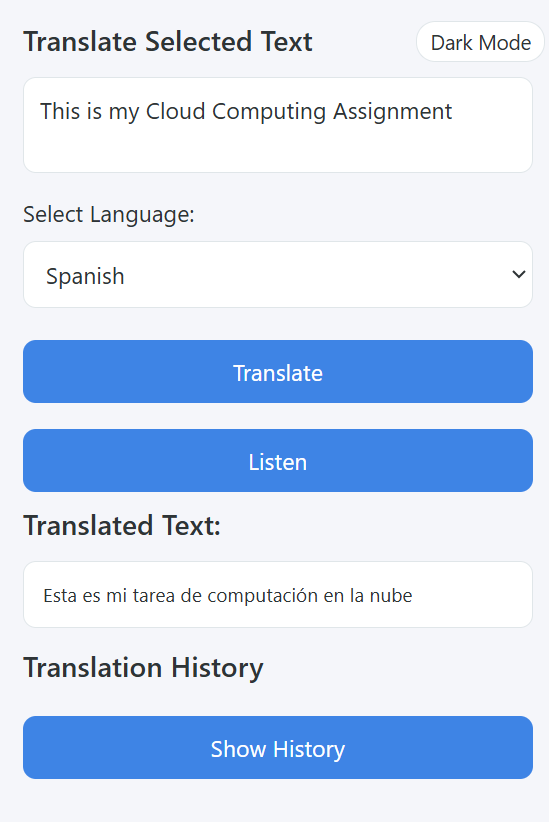 Translate Selected Text
Dark Mode
This is my Cloud Computing Assignment
Select Language:
Spanish
Translate
Listen
Translated Text:
Esta es mi tarea de computación en la nube
Translation History
Show History